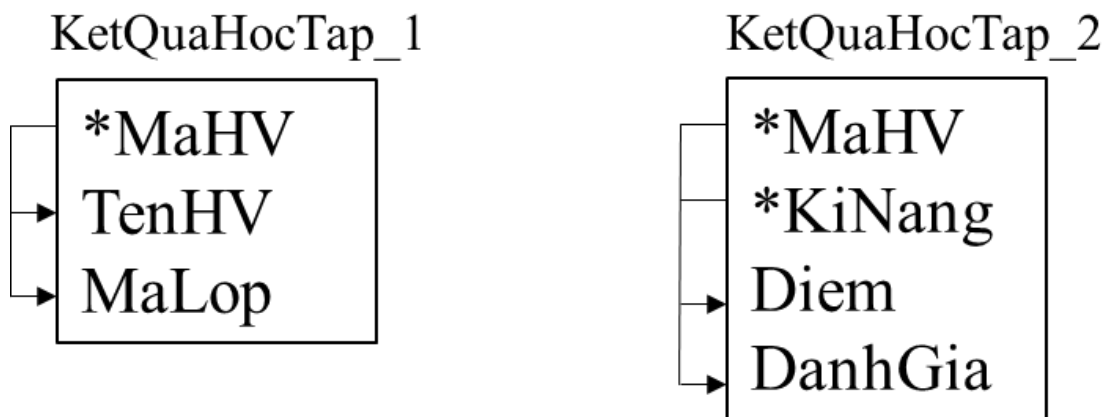 KetQuaHocTap_1
*MaHV
TenHV
MaLop
KetQuaHocTap_2
*MaHV
*KiNang
Diem
DanhGia